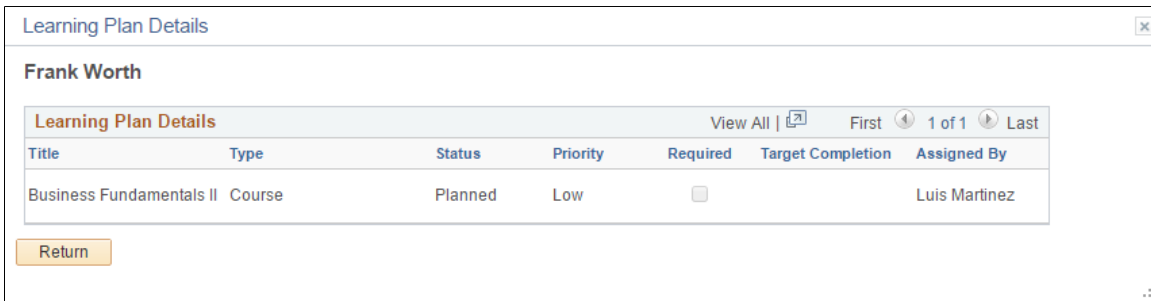 Learning Plan Details
Frank Worth
Learning Plan Details View All | First 1 of 1 Last
Title Type Status Priority Required Target Completion Assigned By
Business Fundamentals II Course Planned Low Luis Martinez
Return